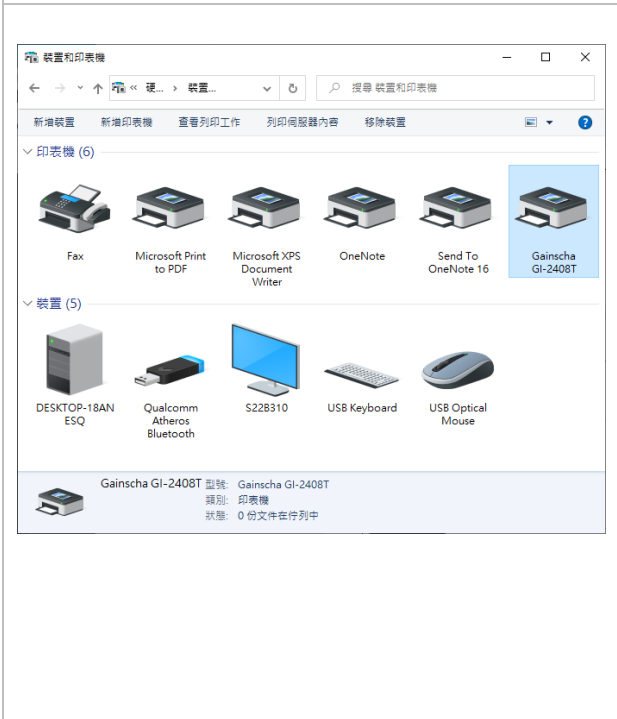 裝置和印表機
« 硬... › 裝置...
搜尋 裝置和印表機
新增裝置 新增印表機 查看列印工作 列印伺服器內容 移除裝置
印表機 (6)
Fax
Microsoft Print
to PDF
Microsoft XPS
Document
Writer
OneNote
Send To
OneNote 16
Gainscha
GI-2408T
裝置 (5)
DESKTOP-18AN
ESQ
Qualcomm
Atheros
Bluetooth
S22B310
USB Keyboard
USB Optical
Mouse
Gainscha GI-2408T 型號: Gainscha GI-2408T
類別: 印表機
狀態: 0 份文件在佇列中